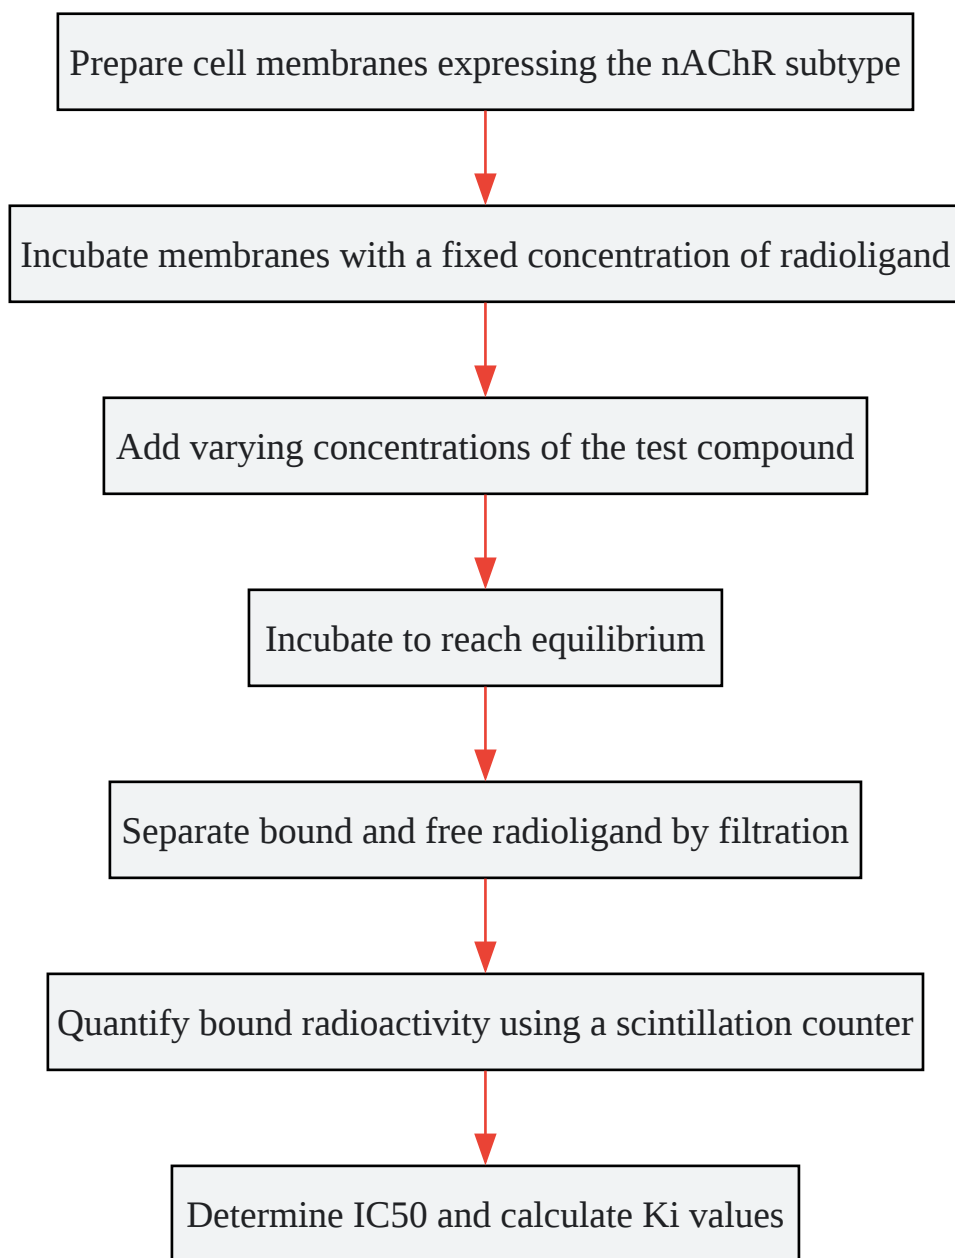 Prepare cell membranes expressing the nAChR subtype
Incubate membranes with a fixed concentration of radioligand
Add varying concentrations of the test compound
Incubate to reach equilibrium
Separate bound and free radioligand by filtration
Quantify bound radioactivity using a scintillation counter
Determine IC50 and calculate Ki values